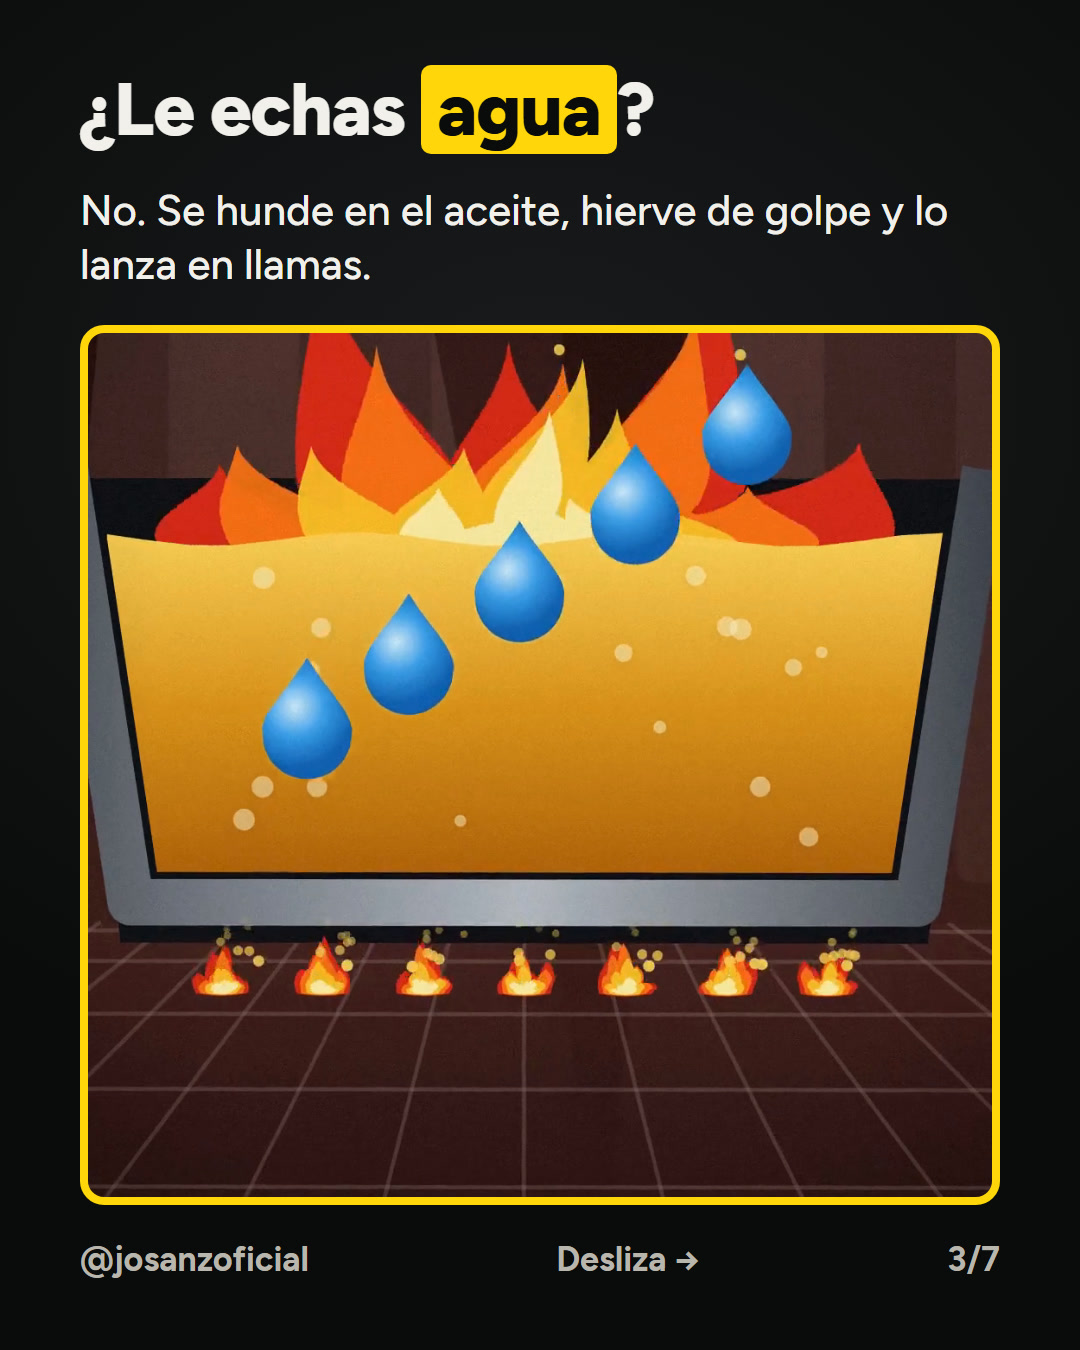 ¿Le echas agua?
No. Se hunde en el aceite, hierve de golpe y lo
lanza en llamas.
@josanzoficial
Desliza →
3/7